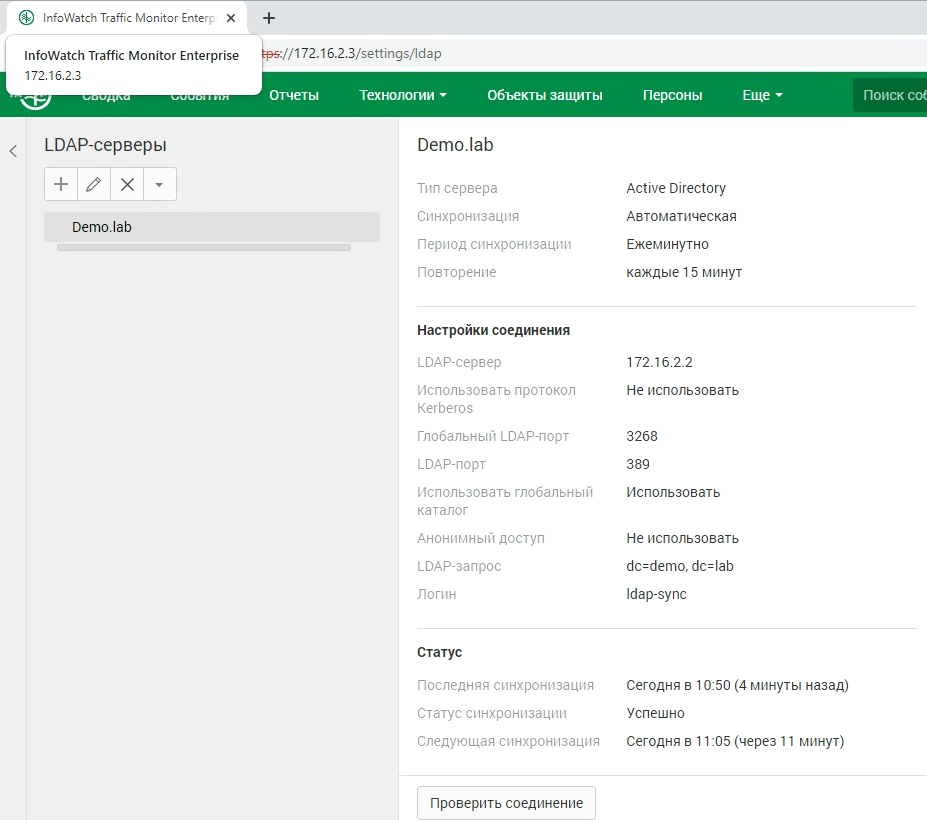 InfoWatch Traffic Monitor Enterp
InfoWatch Traffic Monitor Enterprise
172.16.2.3
tps://172.16.2.3/settings/ldap
Сводка События Отчеты Технологии Объекты защиты Персоны Еще Поиск соб
LDAP-серверы
Demo.lab
Demo.lab
Тип сервера Active Directory
Синхронизация Автоматическая
Период синхронизации Ежеминутно
Повторение каждые 15 минут
Настройки соединения
LDAP-сервер 172.16.2.2
Использовать протокол Не использовать
Kerberos
Глобальный LDAP-порт 3268
LDAP-порт 389
Использовать глобальный Использовать
каталог
Анонимный доступ Не использовать
LDAP-запрос dc=demo, dc=lab
Логин ldap-sync
Статус
Последняя синхронизация Сегодня в 10:50 (4 минуты назад)
Статус синхронизации Успешно
Следующая синхронизация Сегодня в 11:05 (через 11 минут)
Проверить соединение